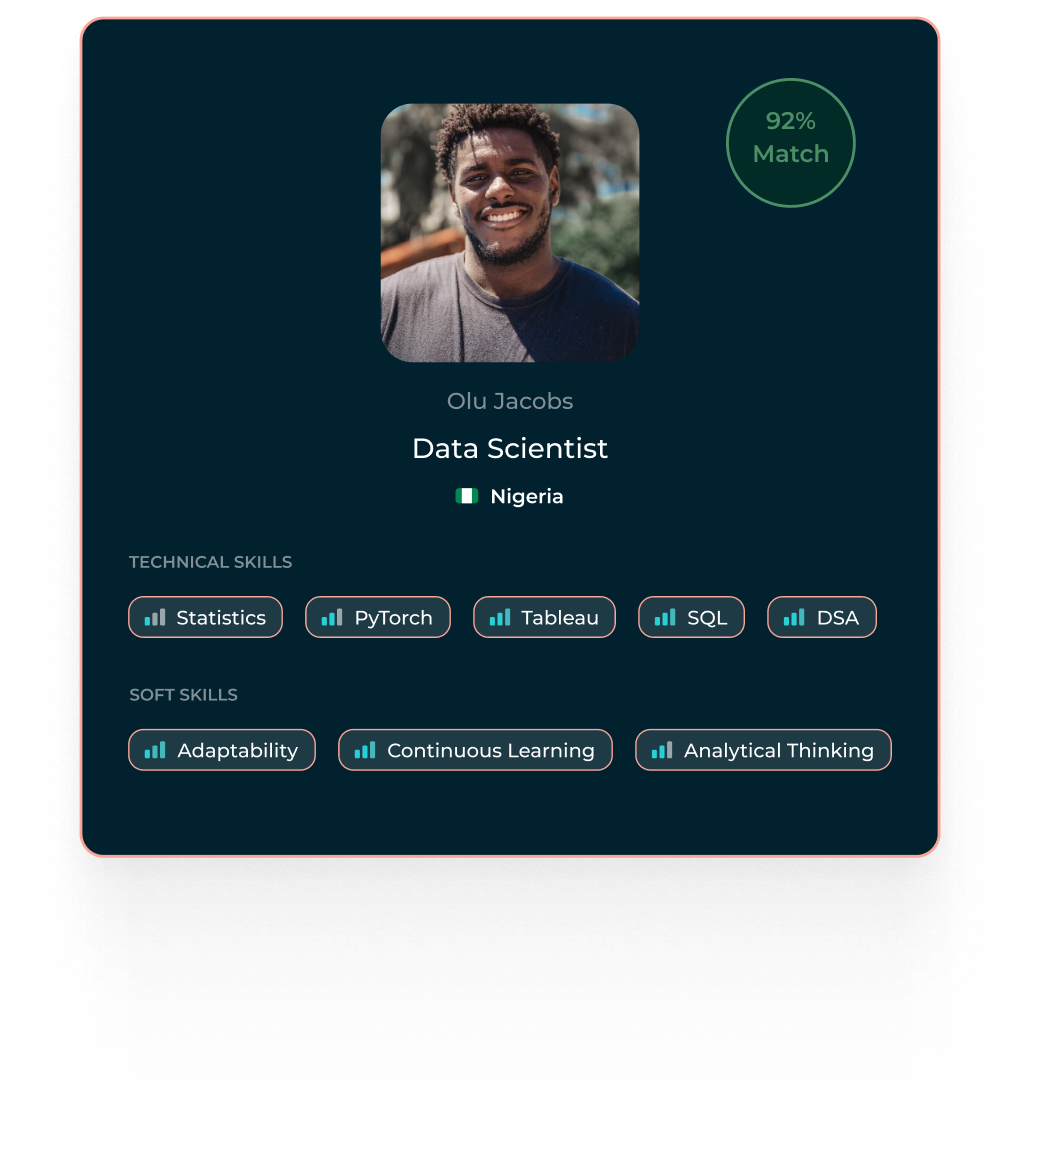 92%
Match
Olu Jacobs
Data Scientist
Nigeria
TECHNICAL SKILLS
Statistics
PyTorch
Tableau
SQL
DSA
SOFT SKILLS
Adaptability
Continuous Learning
Analytical Thinking